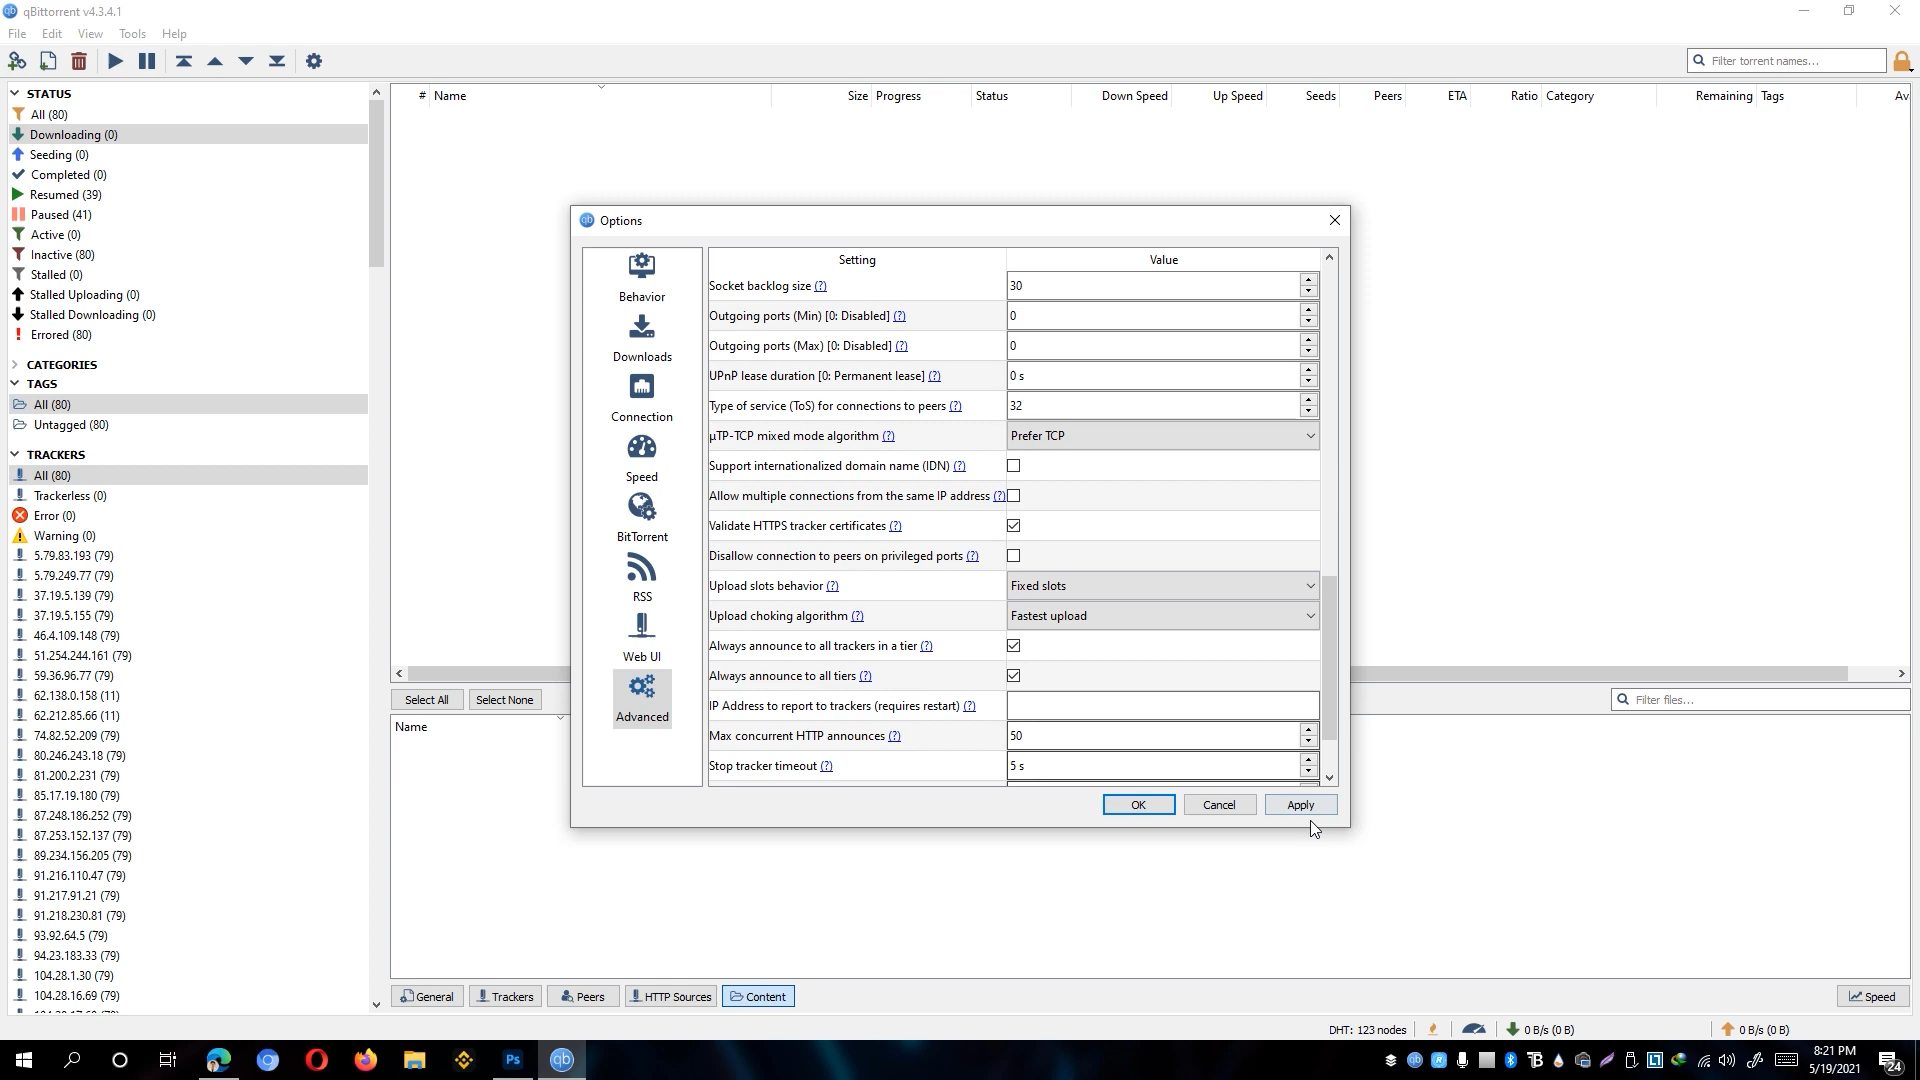 qBittorrent v4.3.4.1
File Edit View Tools Help
Filter torrent names...
STATUS
All (80)
Downloading (0)
Seeding (0)
Completed (0)
Resumed (39)
Paused (41)
Active (0)
Inactive (80)
Stalled (0)
Stalled Uploading (0)
Stalled Downloading (0)
Errored (80)
CATEGORIES
TAGS
All (80)
Untagged (80)
TRACKERS
All (80)
Trackerless (0)
Error (0)
Warning (0)
5.79.83.193 (79)
5.79.249.77 (79)
37.19.5.139 (79)
37.19.5.155 (79)
46.4.109.148 (79)
51.254.244.161 (79)
59.36.96.77 (79)
62.138.0.158 (11)
62.212.85.66 (11)
74.82.52.209 (79)
80.246.243.18 (79)
81.200.2.231 (79)
85.17.19.180 (79)
87.248.186.252 (79)
87.253.152.137 (79)
89.234.156.205 (79)
91.216.110.47 (79)
91.217.91.21 (79)
91.218.230.81 (79)
93.92.64.5 (79)
94.23.183.33 (79)
104.28.1.30 (79)
104.28.16.69 (79)
# Name Size Progress Status Down Speed Up Speed Seeds Peers ETA Ratio Category Remaining Tags Av
Options
Behavior
Downloads
Connection
Speed
BitTorrent
RSS
Web UI
Advanced
Setting Value
Socket backlog size (?) 30
Outgoing ports (Min) [0: Disabled] (?) 0
Outgoing ports (Max) [0: Disabled] (?) 0
UPnP lease duration [0: Permanent lease] (?) 0 s
Type of service (ToS) for connections to peers (?) 32
μTP-TCP mixed mode algorithm (?) Prefer TCP
Support internationalized domain name (IDN) (?)
Allow multiple connections from the same IP address (?)
Validate HTTPS tracker certificates (?)
Disallow connection to peers on privileged ports (?)
Upload slots behavior (?) Fixed slots
Upload choking algorithm (?) Fastest upload
Always announce to all trackers in a tier (?)
Always announce to all tiers (?)
IP Address to report to trackers (requires restart) (?)
Max concurrent HTTP announces (?) 50
Stop tracker timeout (?) 5 s
OK Cancel Apply
Select All Select None Filter files...
Name
General Trackers Peers HTTP Sources Content Speed
DHT: 123 nodes 0 B/s (0 B) 0 B/s (0 B)
Ps qb
8:21 PM
5/19/2021
24